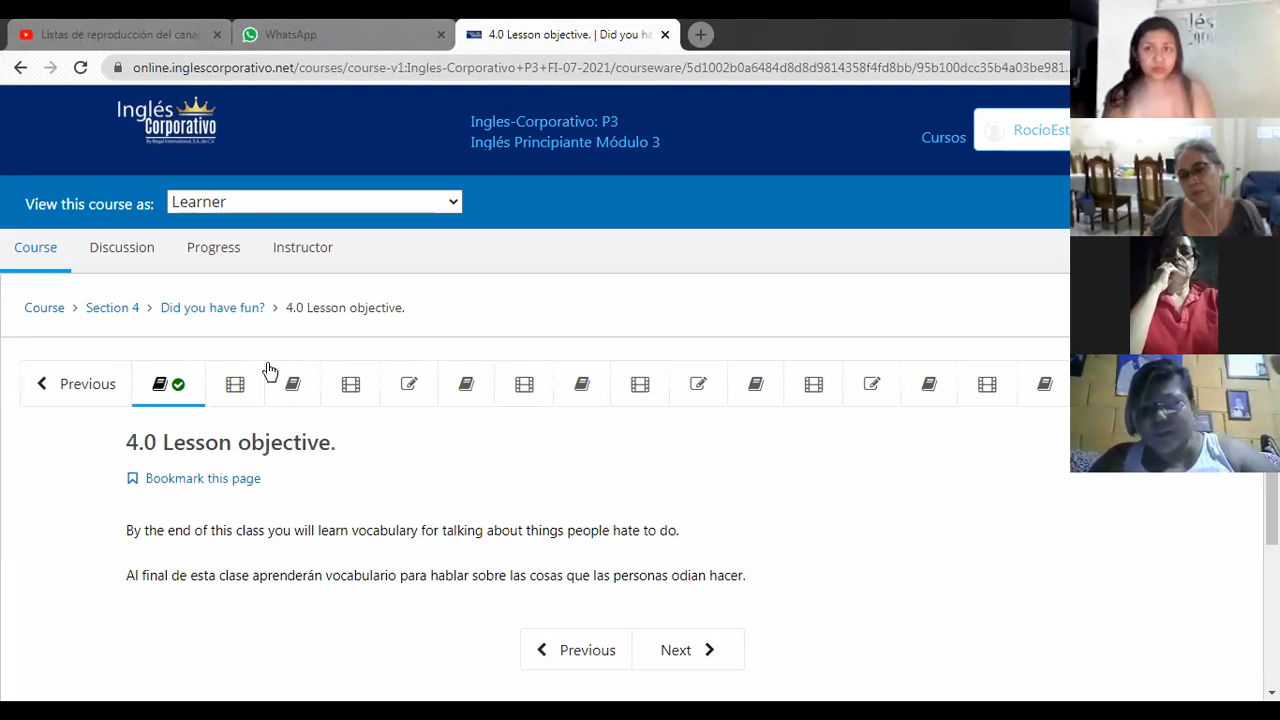 Listas de reproducción del cana
WhatsApp
4.0 Lesson objective. | Did you ha
online.inglescorporativo.net/courses/course-v1:Ingles-Corporativo+P3+FI-07-2021/courseware/5d1002b0a6484d8d8d9814358f4fd8bb/95b100dcc35b4a03be981...
Inglés
Corporativo
By Regal International, S.A. de C.V.
Ingles-Corporativo: P3
Inglés Principiante Módulo 3
Cursos
RocíoEst
View this course as:
Learner
Course
Discussion
Progress
Instructor
Course > Section 4 > Did you have fun? > 4.0 Lesson objective.
Previous
4.0 Lesson objective.
Bookmark this page
By the end of this class you will learn vocabulary for talking about things people hate to do.
Al final de esta clase aprenderán vocabulario para hablar sobre las cosas que las personas odian hacer.
Previous
Next